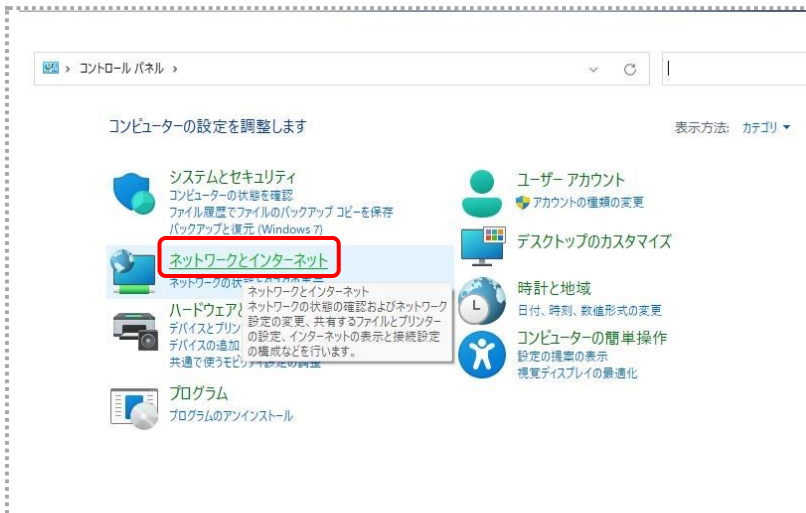 コントロール パネル
コンピューターの設定を調整します
表示方法: カテゴリ
システムとセキュリティ
コンピューターの状態を確認
ファイル履歴でファイルのバックアップ コピーを保存
バックアップと復元 (Windows 7)
ネットワークとインターネット
ネットワークとインターネット
ネットワークの状態の確認およびネットワーク
設定の変更、共有するファイルとプリンター
の設定、インターネットの表示と接続設定
の構成などを行います。
ハードウェアと
デバイスとプリン
デバイスの追加
プログラム
プログラムのアンインストール
ユーザー アカウント
アカウントの種類の変更
デスクトップのカスタマイズ
時計と地域
日付、時刻、数値形式の変更
コンピューターの簡単操作
設定の提案の表示
視覚ディスプレイの最適化